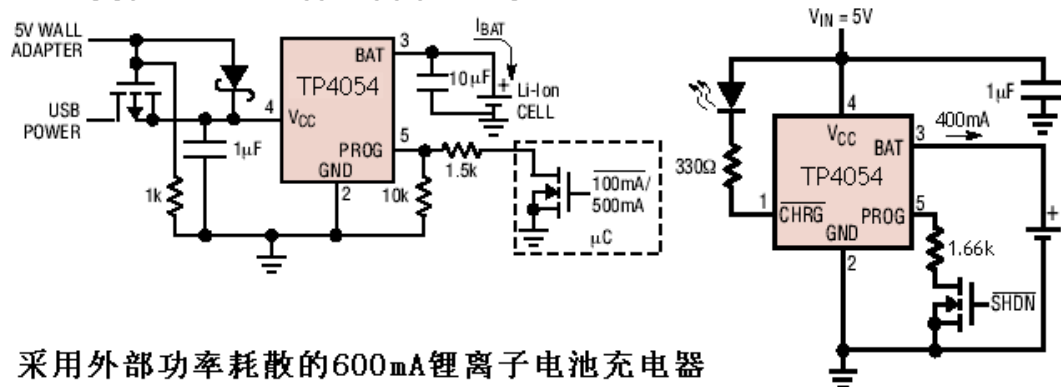 5V WALL
ADAPTER
USB
POWER
1k
1μF
4
VCC
BAT
3
TP4054
PROG
5
GND
2
10k
1.5k
10μF
IBAT
+
Li-Ion
CELL
100mA/
500mA
μC
VIN = 5V
330Ω
1μF
4
VCC
BAT
3
400mA
TP4054
1
CHRG
PROG
5
GND
2
1.66k
SHDN
+
采用外部功率耗散的600mA锂离子电池充电器